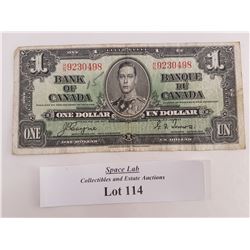 1 1
BANK OF CANADA BANQUE DU CANADA
9230498 9230498
ONE DOLLAR UN DOLLAR
ONE UN
Space Lab
Collectibles and Estate Auctions
Lot 114